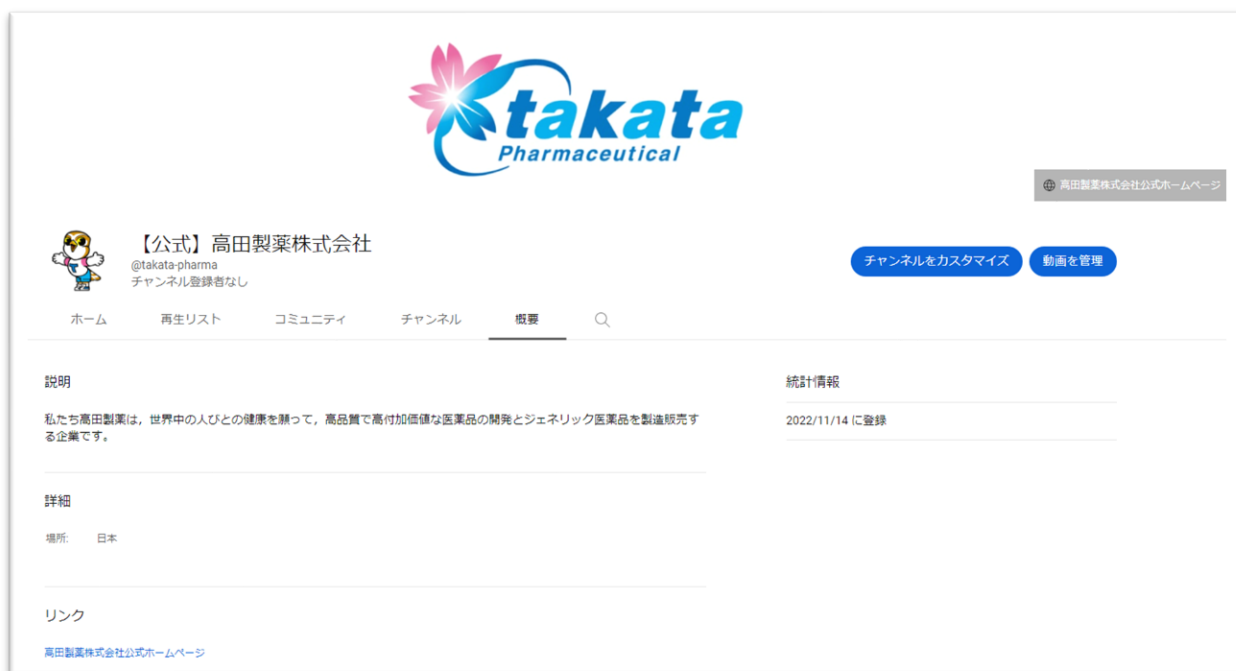 takata
Pharmaceutical
高田製薬株式会社公式ホームページ
【公式】高田製薬株式会社
@takata-pharma
チャンネル登録者なし
チャンネルをカスタマイズ
動画を管理
ホーム
再生リスト
コミュニティ
チャンネル
概要
説明
私たち高田製薬は，世界中の人びとの健康を願って，高品質で高付加価値な医薬品の開発とジェネリック医薬品を製造販売す
る企業です。
統計情報
2022/11/14 に登録
詳細
場所:
日本
リンク
高田製薬株式会社公式ホームページ